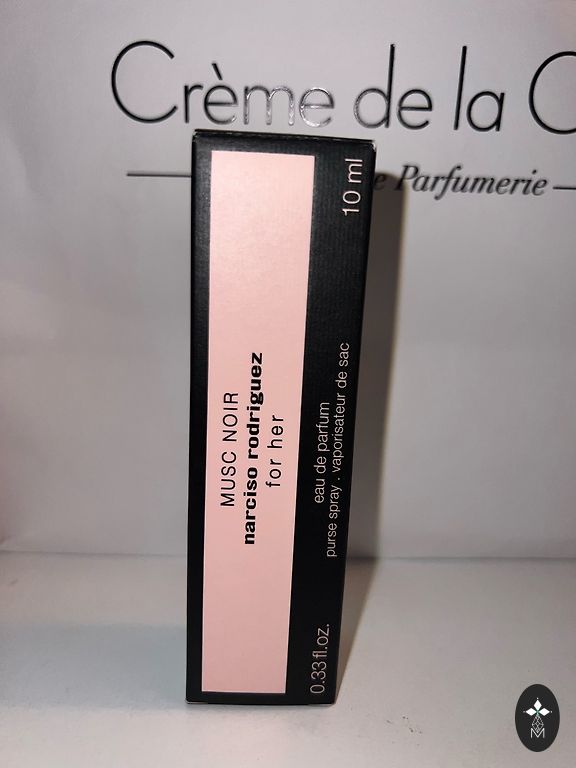 Crème de la C
e Parfumerie
MUSC NOIR
narciso rodriguez
for her
10 ml
eau de parfum
purse spray . vaporisateur de sac
0.33 fl.oz.
M